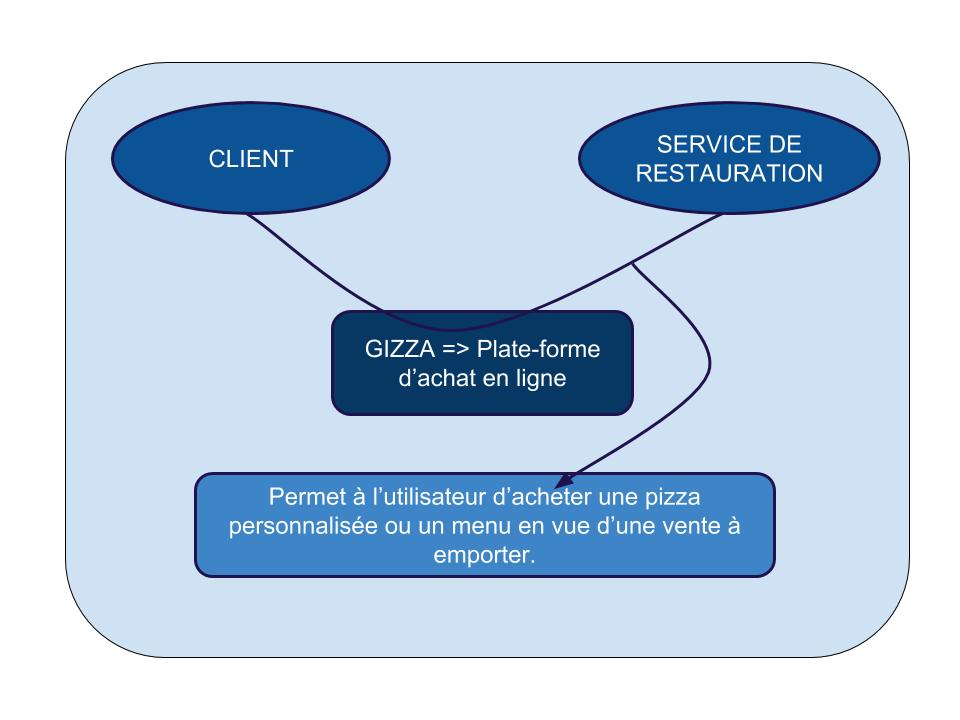 CLIENT
SERVICE DE
RESTAURATION
GIZZA => Plate-forme
d’achat en ligne
Permet à l’utilisateur d’acheter une pizza
personnalisée ou un menu en vue d’une vente à
emporter.